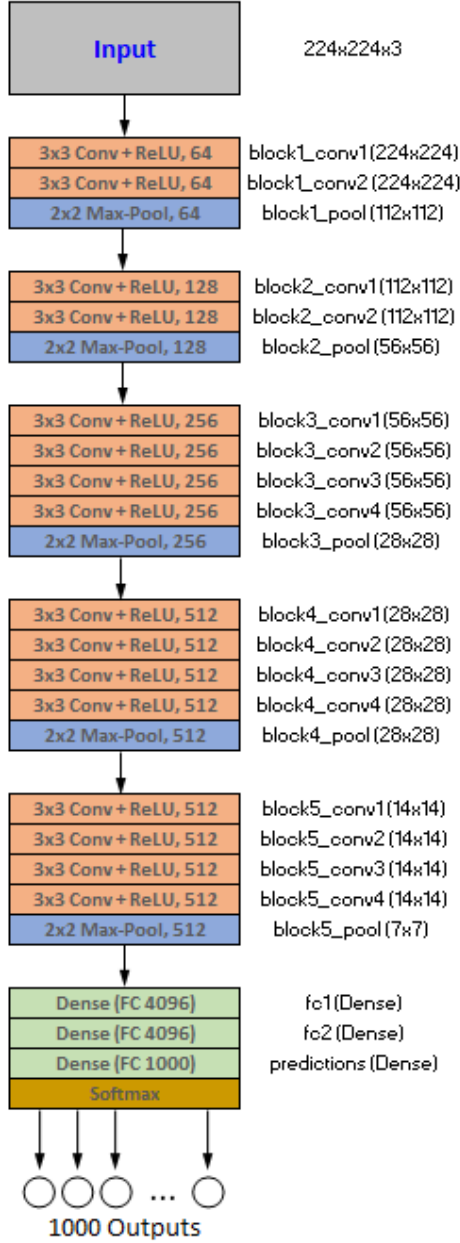 Input 224x224x3
3x3 Conv + ReLU, 64 block1_conv1(224x224)
3x3 Conv + ReLU, 64 block1_conv2 (224x224)
2x2 Max-Pool, 64 block1_pool (112x112)
3x3 Conv + ReLU, 128 block2_conv1(112x112)
3x3 Conv + ReLU, 128 block2_conv2 (112x112)
2x2 Max-Pool, 128 block2_pool (56x56)
3x3 Conv + ReLU, 256 block3_conv1(56x56)
3x3 Conv + ReLU, 256 block3_conv2 (56x56)
3x3 Conv + ReLU, 256 block3_conv3 (56x56)
3x3 Conv + ReLU, 256 block3_conv4 (56x56)
2x2 Max-Pool, 256 block3_pool (28x28)
3x3 Conv + ReLU, 512 block4_conv1(28x28)
3x3 Conv + ReLU, 512 block4_conv2 (28x28)
3x3 Conv + ReLU, 512 block4_conv3 (28x28)
3x3 Conv + ReLU, 512 block4_conv4 (28x28)
2x2 Max-Pool, 512 block4_pool (28x28)
3x3 Conv + ReLU, 512 block5_conv1(14x14)
3x3 Conv + ReLU, 512 block5_conv2 (14x14)
3x3 Conv + ReLU, 512 block5_conv3 (14x14)
3x3 Conv + ReLU, 512 block5_conv4 (14x14)
2x2 Max-Pool, 512 block5_pool (7x7)
Dense (FC 4096) fc1(Dense)
Dense (FC 4096) fc2 (Dense)
Dense (FC 1000) predictions (Dense)
Softmax
...
1000 Outputs